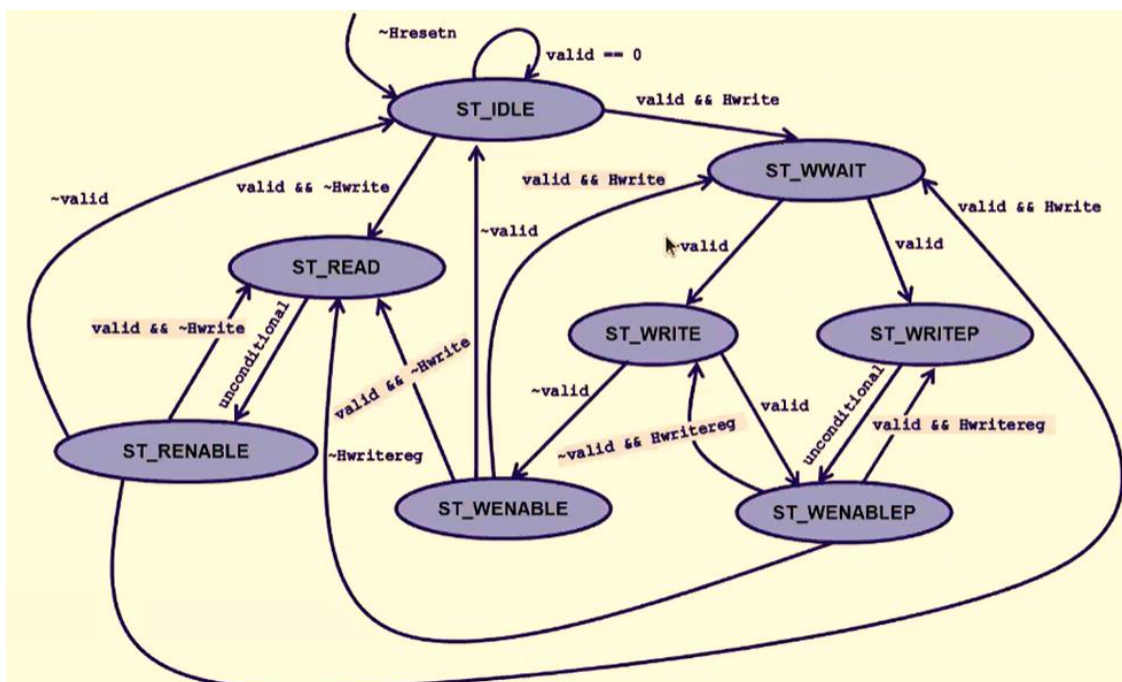 ~Hresetn
valid == 0
ST_IDLE
valid && Hwrite
ST_WWAIT
valid && ~Hwrite
valid && Hwrite
~valid
valid && Hwrite
~valid
~valid
valid
ST_READ
valid && ~Hwrite
unconditional
ST_WRITE
ST_WRITEP
valid && ~Hwrite
~valid
valid
unconditional
valid && Hwritereg
~valid && Hwritereg
~Hwritereg
ST_RENABLE
ST_WENABLE
ST_WENABLEP